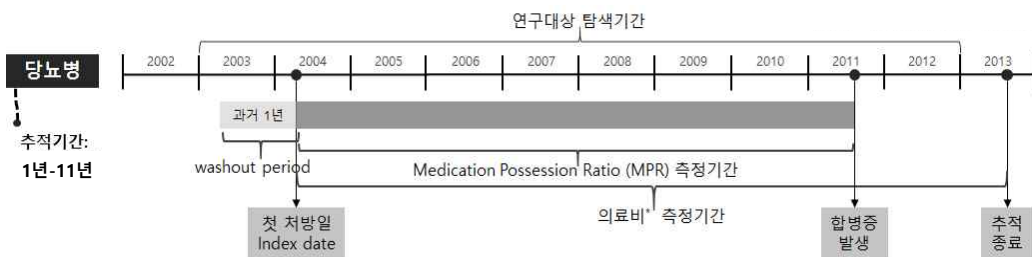 연구대상 탐색기간
당뇨병
2002 2003 2004 2005 2006 2007 2008 2009 2010 2011 2012 2013
과거 1년
추적기간:
1년-11년
washout period
Medication Possession Ratio (MPR) 측정기간
의료비* 측정기간
첫 처방일
Index date
합병증
발생
추적
종료